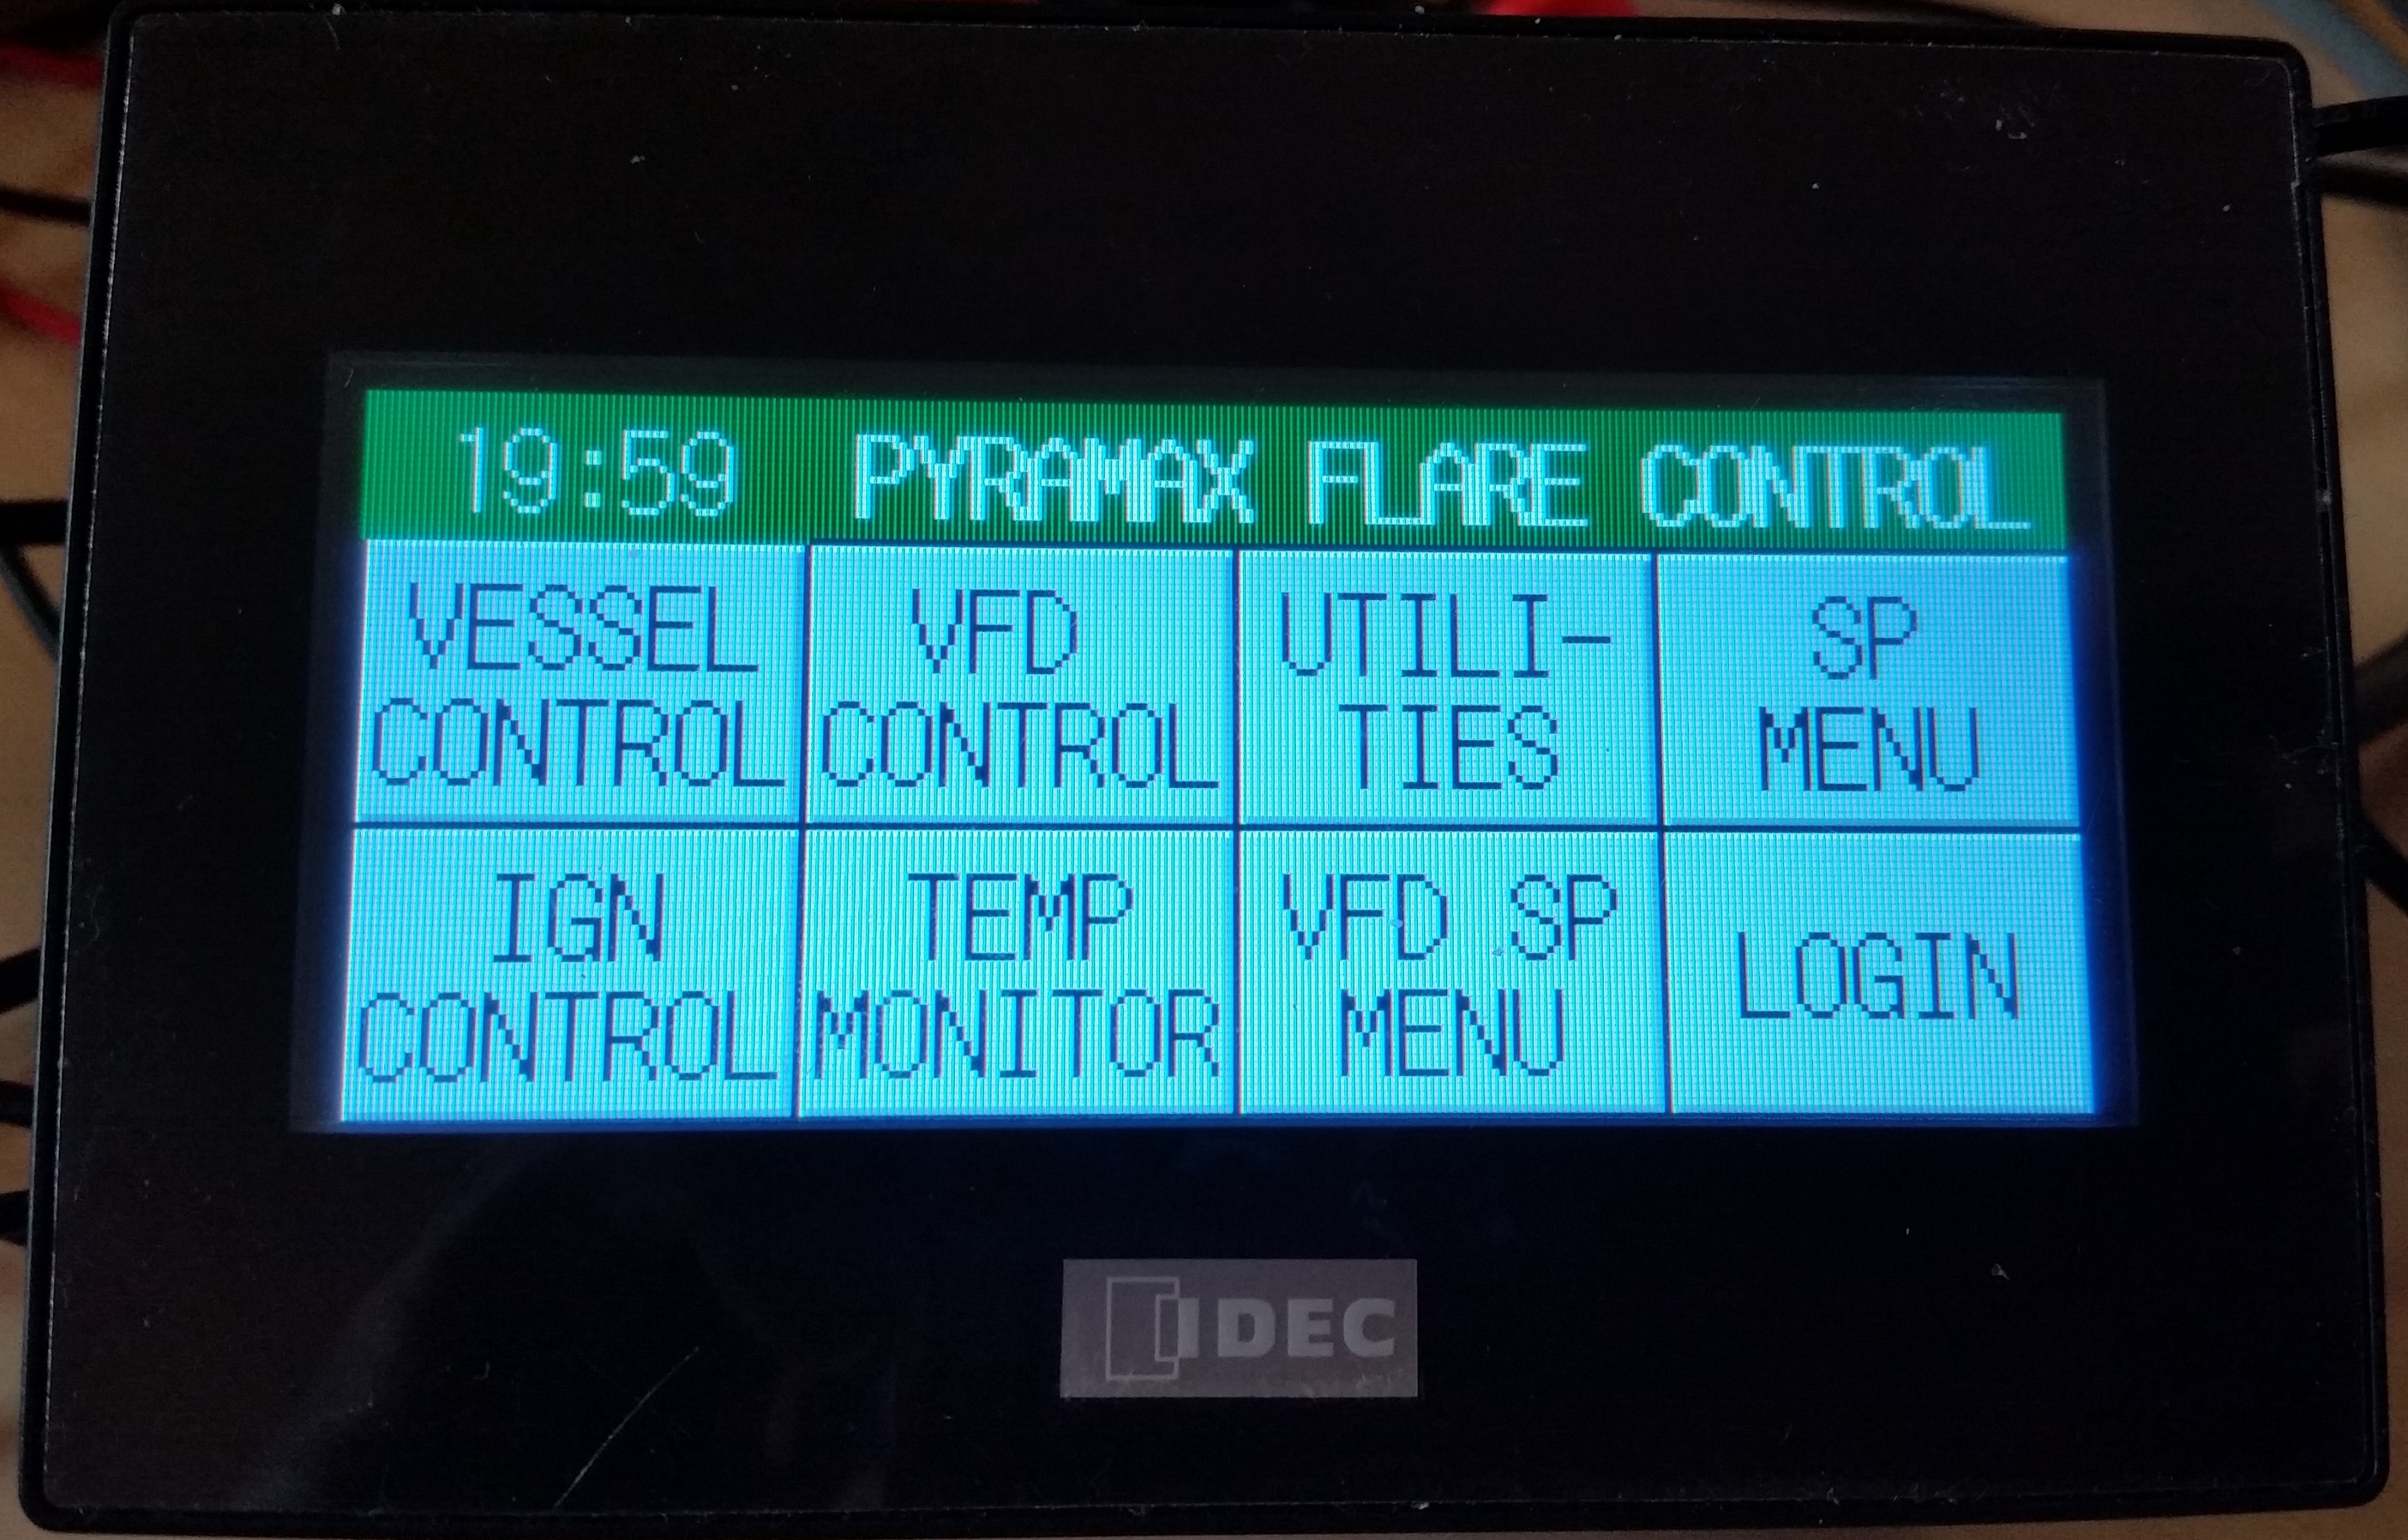 19:59 PYRAMAX FLARE CONTROL
VESSEL
CONTROL
VFD
CONTROL
UTILI-
TIES
SP
MENU
IGN
CONTROL
TEMP
MONITOR
VFD SP
MENU
LOGIN
IDEC